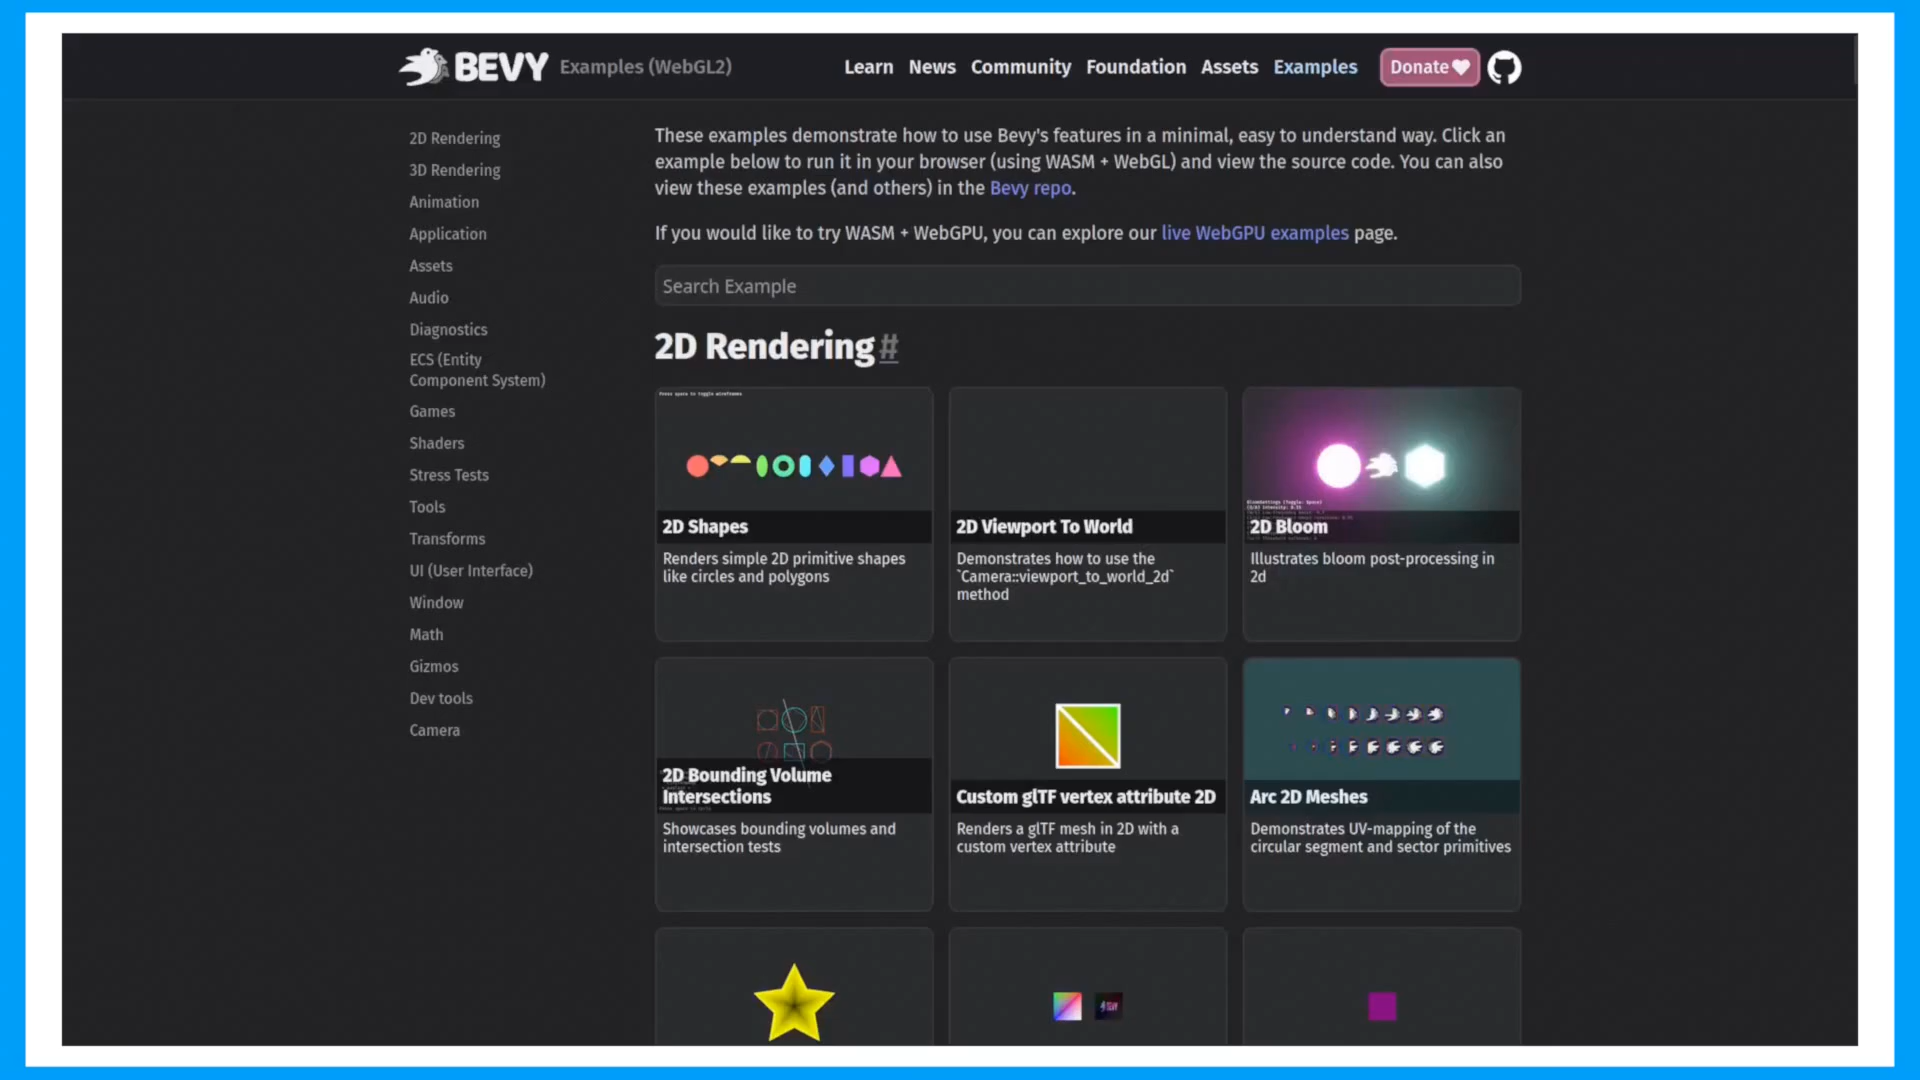 BEVY Examples (WebGL2) Learn News Community Foundation Assets Examples Donate
2D Rendering
3D Rendering
Animation
Application
Assets
Audio
Diagnostics
ECS (Entity
Component System)
Games
Shaders
Stress Tests
Tools
Transforms
UI (User Interface)
Window
Math
Gizmos
Dev tools
Camera
These examples demonstrate how to use Bevy's features in a minimal, easy to understand way. Click an
example below to run it in your browser (using WASM + WebGL) and view the source code. You can also
view these examples (and others) in the Bevy repo.
If you would like to try WASM + WebGPU, you can explore our live WebGPU examples page.
Search Example
2D Rendering #
Press space to toggle wireframes
2D Shapes
Renders simple 2D primitive shapes
like circles and polygons
2D Viewport To World
Demonstrates how to use the
`Camera::viewport_to_world_2d`
method
2D Bloom
Illustrates bloom post-processing in
2d
2D Bounding Volume
Intersections
Showcases bounding volumes and
intersection tests
Custom glTF vertex attribute 2D
Renders a glTF mesh in 2D with a
custom vertex attribute
Arc 2D Meshes
Demonstrates UV-mapping of the
circular segment and sector primitives